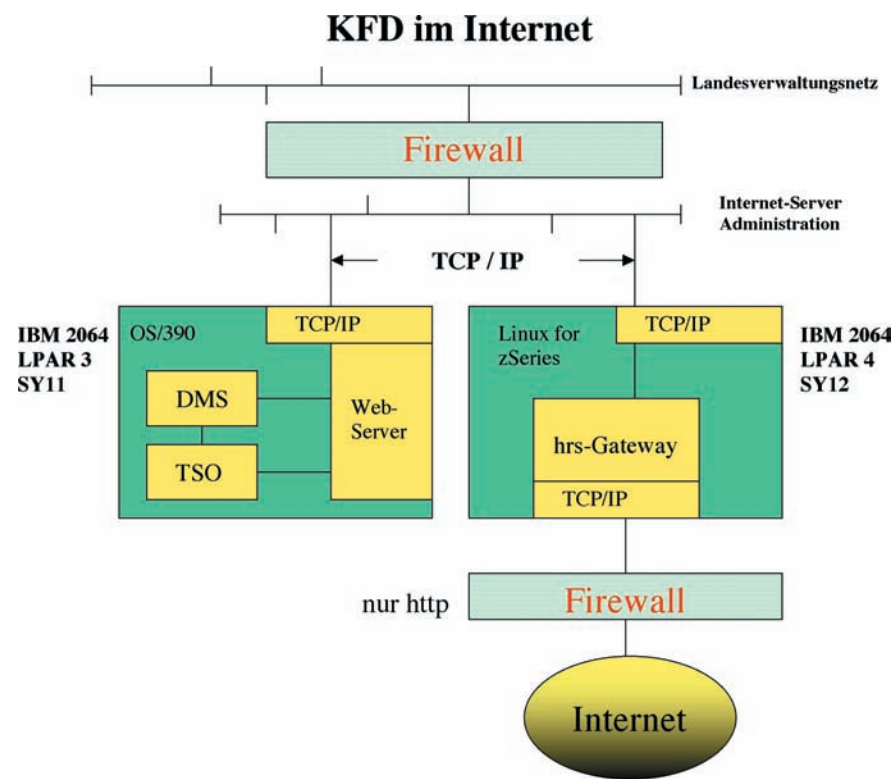 KFD im Internet
Landesverwaltungsnetz
Firewall
Internet-Server
Administration
TCP / IP
IBM 2064
LPAR 3
SY11
OS/390
TCP/IP
DMS
TSO
Web-
Server
Linux for
zSeries
TCP/IP
hrs-Gateway
TCP/IP
IBM 2064
LPAR 4
SY12
nur http
Firewall
Internet